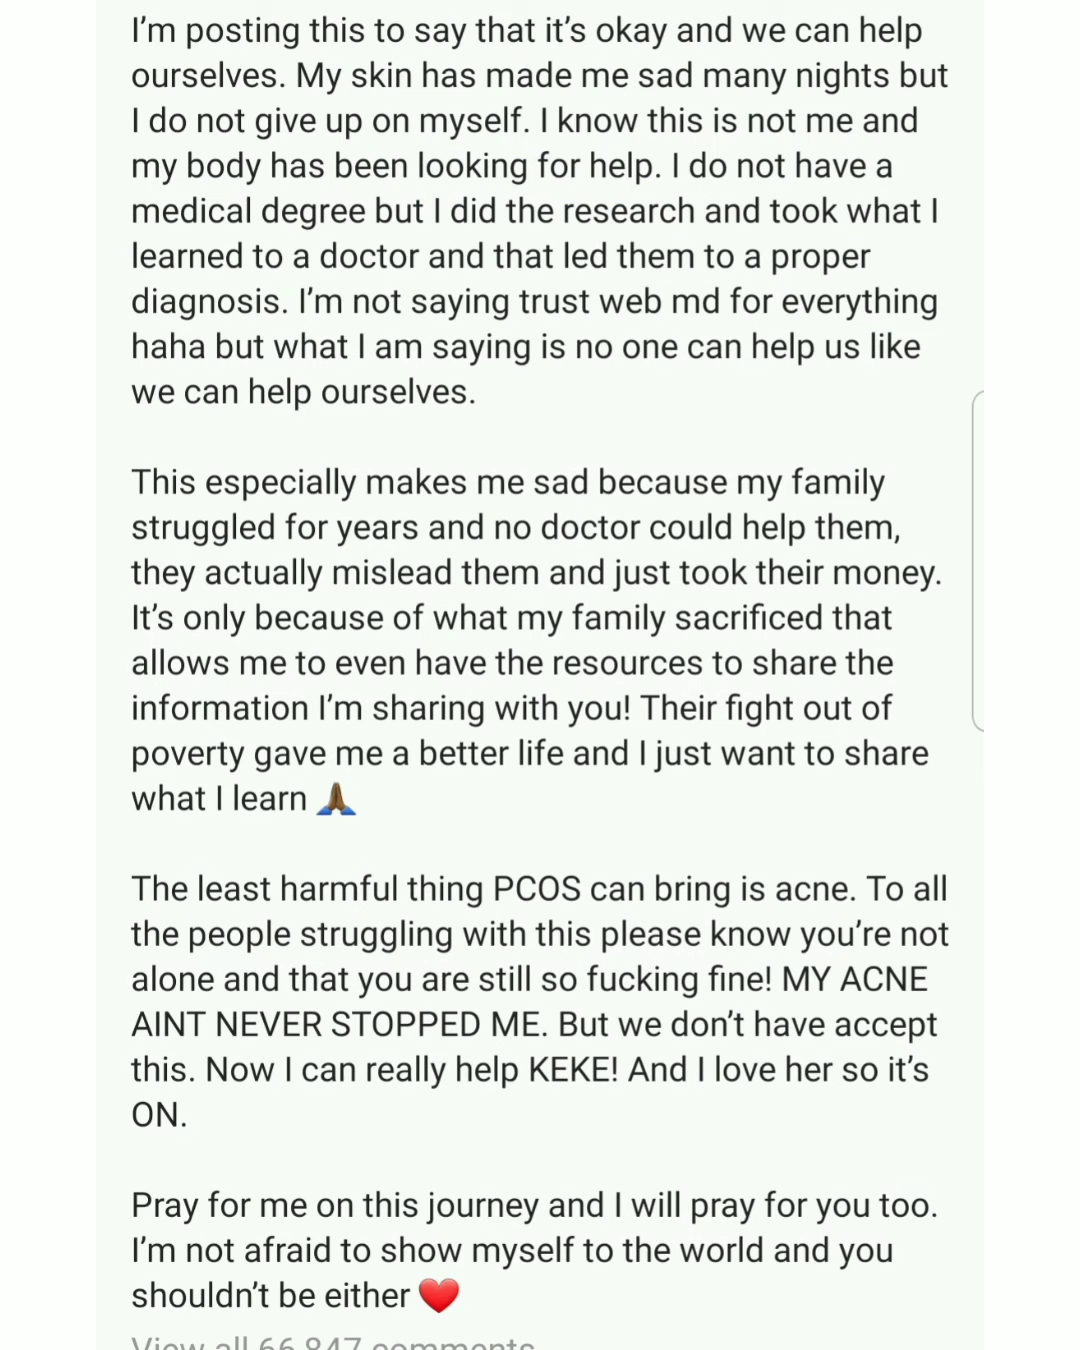 I’m posting this to say that it’s okay and we can help
ourselves. My skin has made me sad many nights but
I do not give up on myself. I know this is not me and
my body has been looking for help. I do not have a
medical degree but I did the research and took what I
learned to a doctor and that led them to a proper
diagnosis. I’m not saying trust web md for everything
haha but what I am saying is no one can help us like
we can help ourselves.
This especially makes me sad because my family
struggled for years and no doctor could help them,
they actually mislead them and just took their money.
It’s only because of what my family sacrificed that
allows me to even have the resources to share the
information I’m sharing with you! Their fight out of
poverty gave me a better life and I just want to share
what I learn 🙏🏾
The least harmful thing PCOS can bring is acne. To all
the people struggling with this please know you’re not
alone and that you are still so fucking fine! MY ACNE
AINT NEVER STOPPED ME. But we don’t have accept
this. Now I can really help KEKE! And I love her so it’s
ON.
Pray for me on this journey and I will pray for you too.
I’m not afraid to show myself to the world and you
shouldn’t be either ❤️
View all 66,847 comments